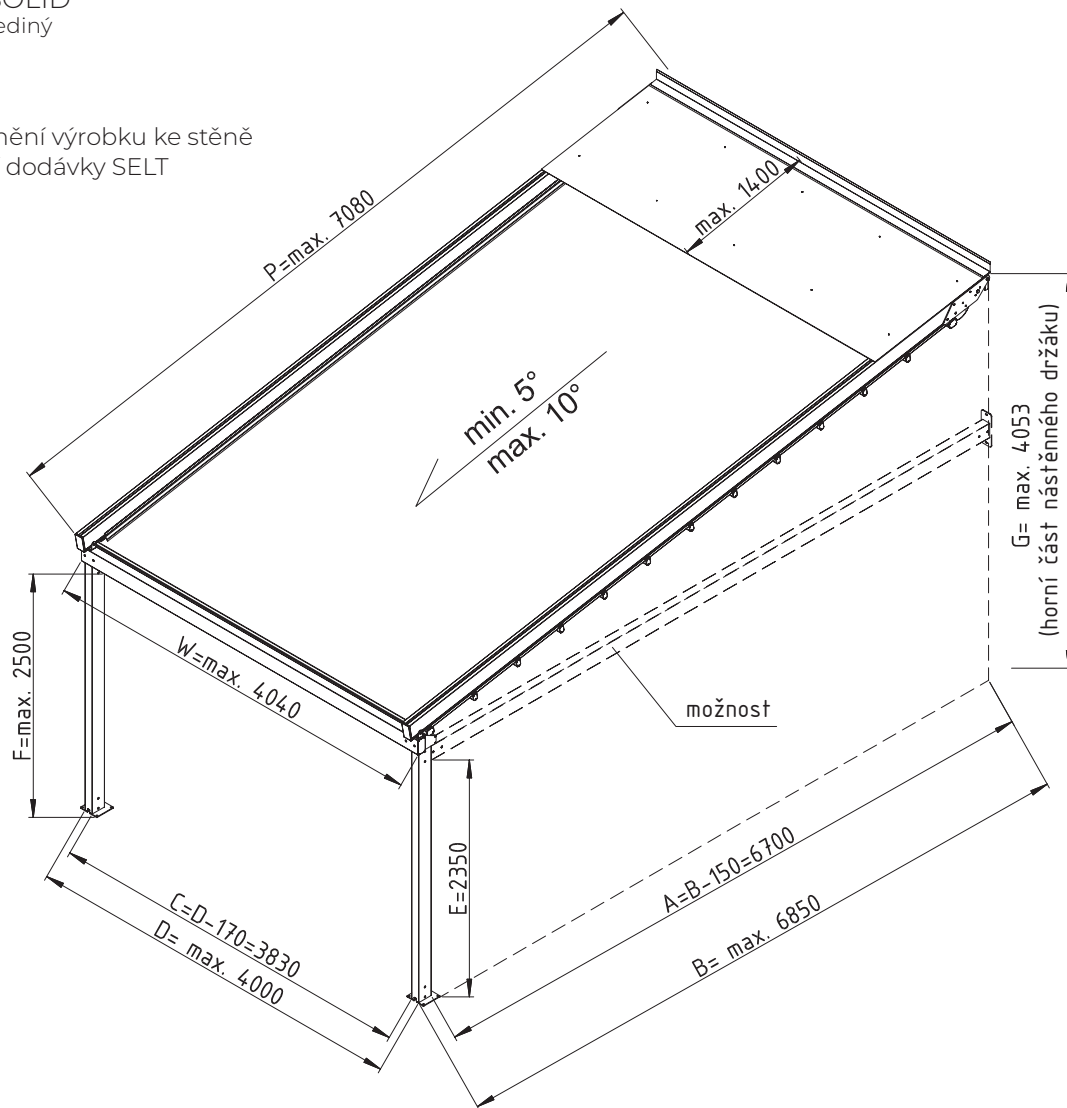 ediný
nění výrobku ke stěně
dodávky SELT
P=max. 7080
max. 1400
min. 5°
max. 10°
G= max. 4053
(horní část nástěnného držáku)
F=max. 2500
W=max. 4040
možnost
E=2350
A=B-150=6700
B= max. 6850
C=D-170=3830
D= max. 4000